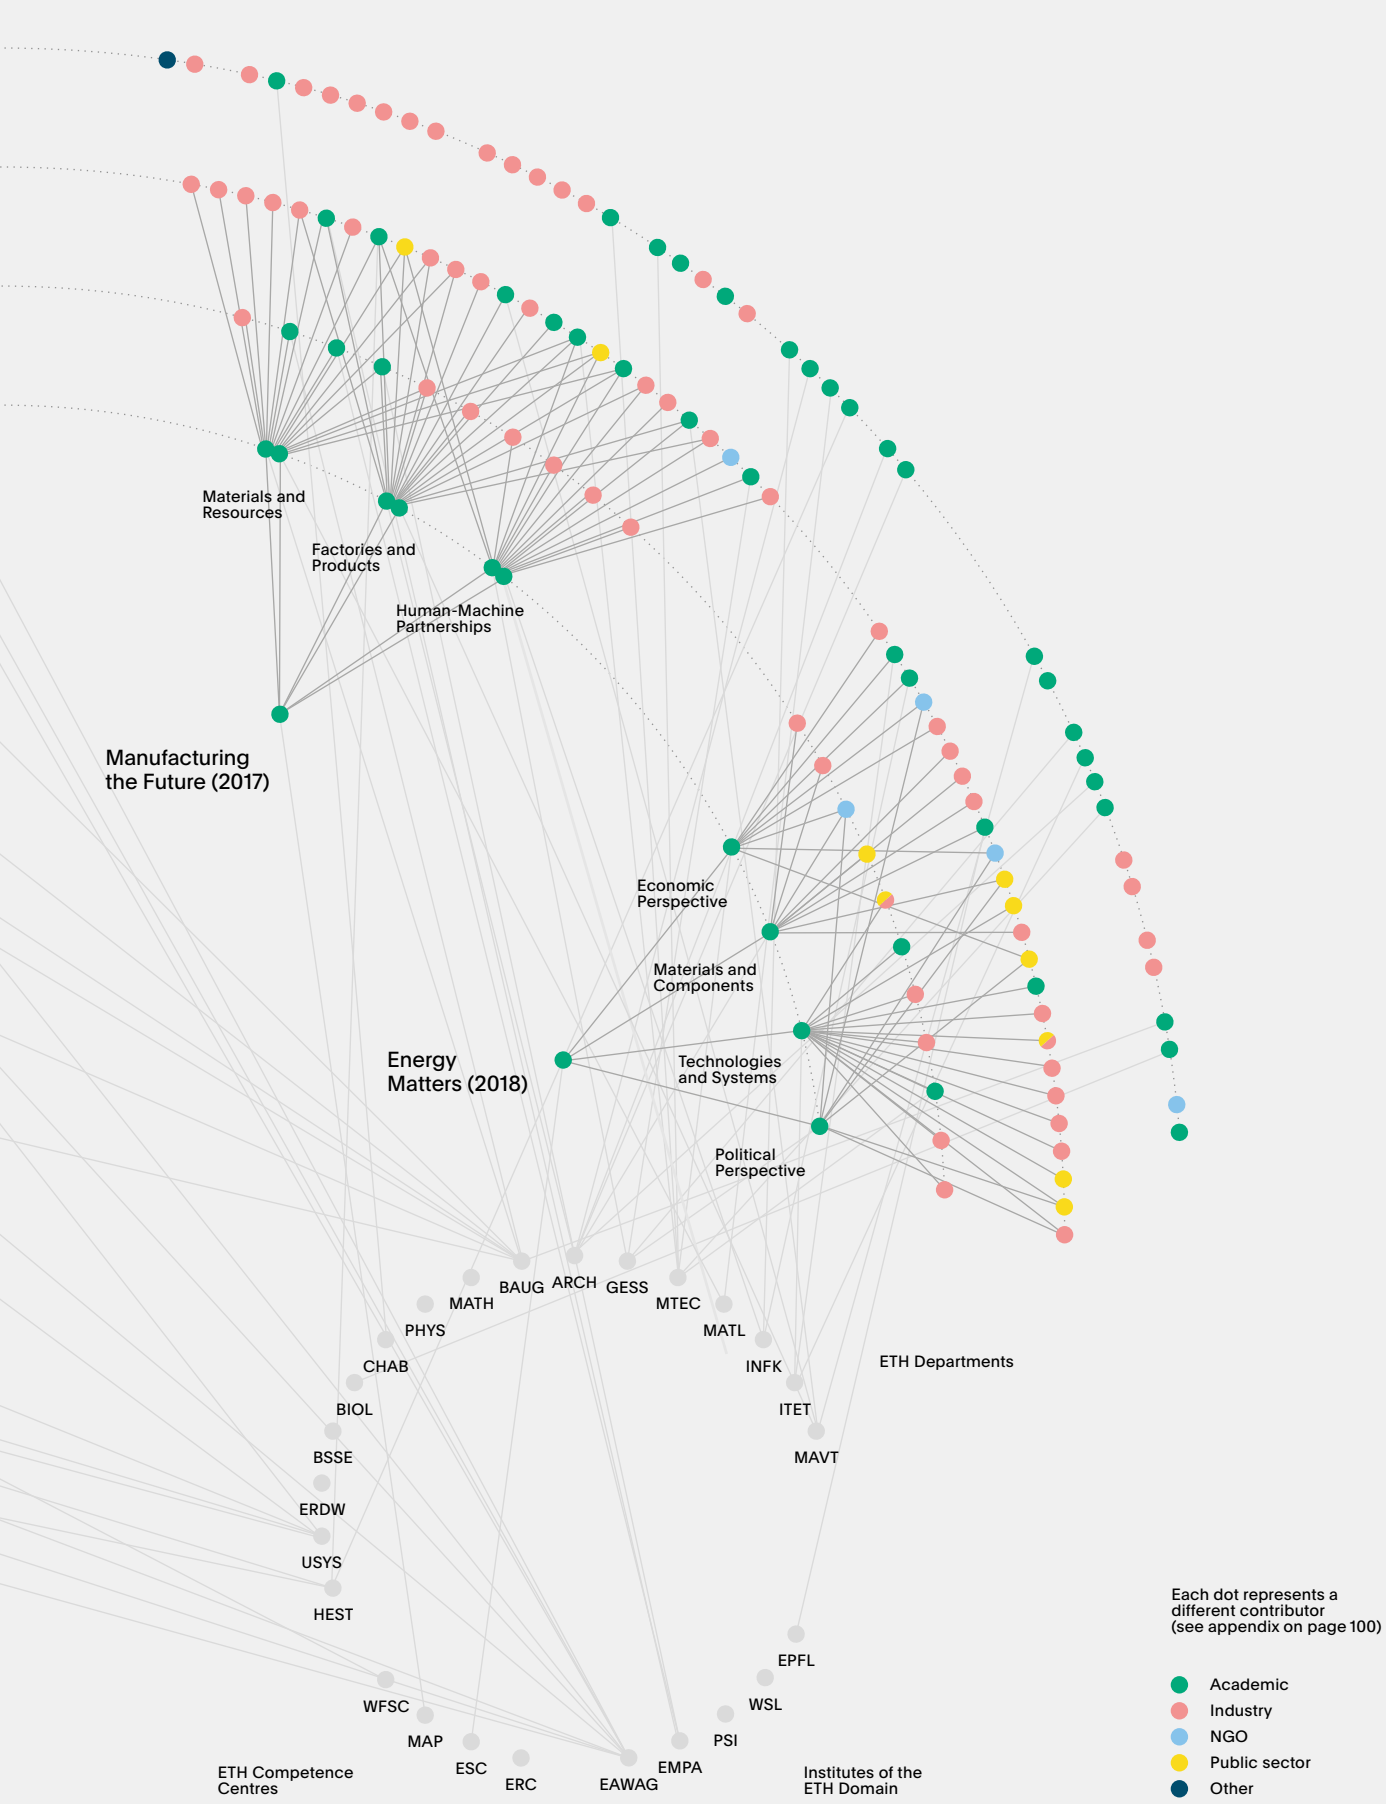 Materials and
Resources
Factories and
Products
Human-Machine
Partnerships
Manufacturing
the Future (2017)
Economic
Perspective
Materials and
Components
Energy
Matters (2018)
Technologies
and Systems
Political
Perspective
BAUG
ARCH
GESS
MATH
MTEC
PHYS
MATL
CHAB
INFK
ETH Departments
BIOL
ITET
BSSE
MAVT
ERDW
USYS
HEST
Each dot represents a
different contributor
(see appendix on page 100)
EPFL
WFSC
WSL
MAP
PSI
ESC
EMPA
ERC
EAWAG
ETH Competence
Centres
Institutes of the
ETH Domain
Academic
Industry
NGO
Public sector
Other